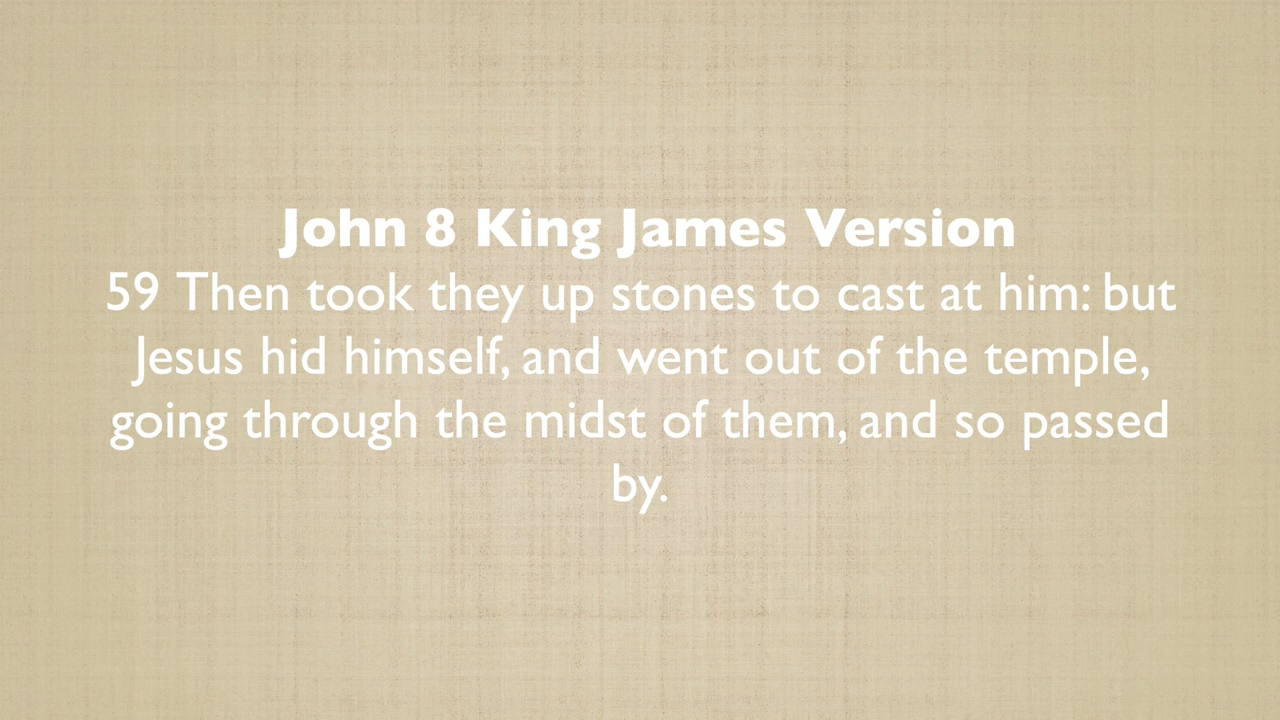 John 8 King James Version
59 Then took they up stones to cast at him: but
Jesus hid himself, and went out of the temple,
going through the midst of them, and so passed
by.